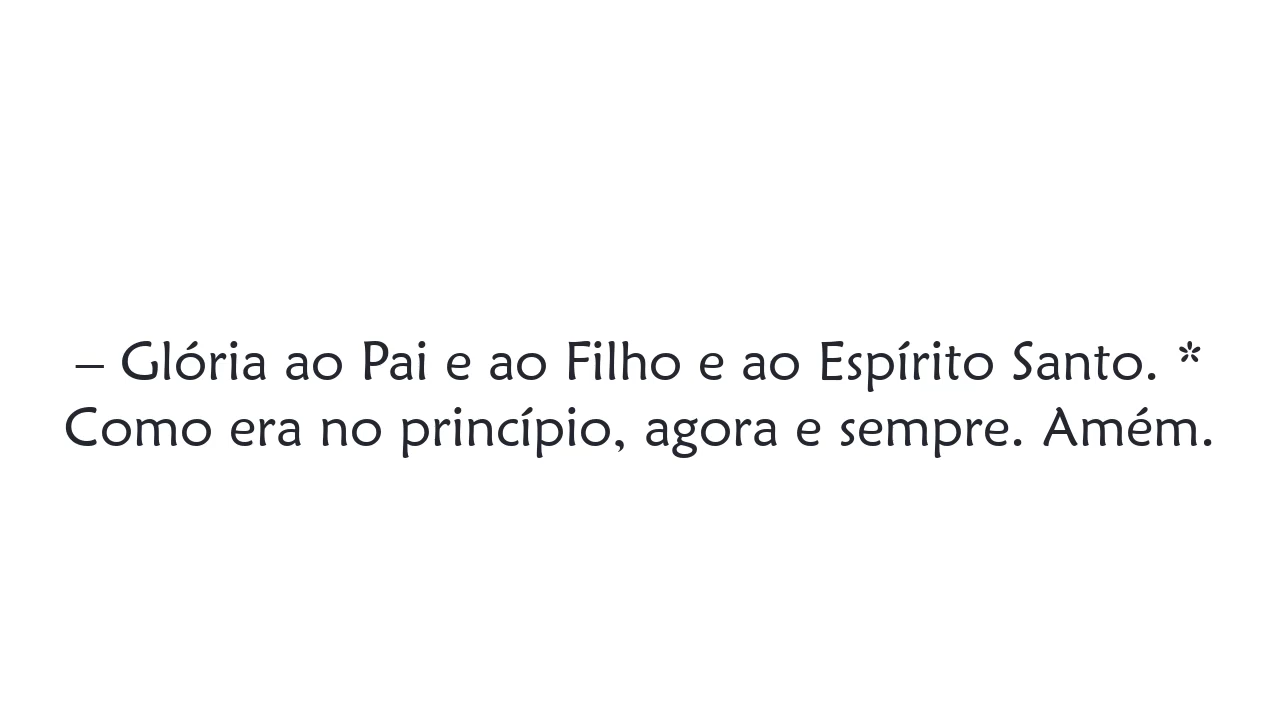 – Glória ao Pai e ao Filho e ao Espírito Santo. *
Como era no princípio, agora e sempre. Amém.